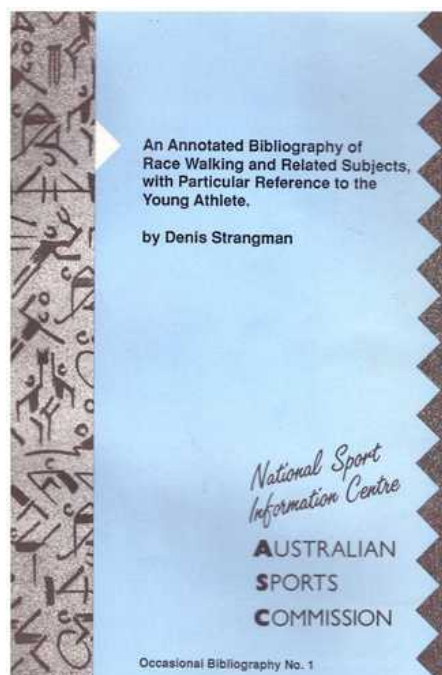 An Annotated Bibliography of
Race Walking and Related Subjects,
with Particular Reference to the
Young Athlete.
by Denis Strangman
National Sport
Information Centre
AUSTRALIAN
SPORTS
COMMISSION
Occasional Bibliography No. 1